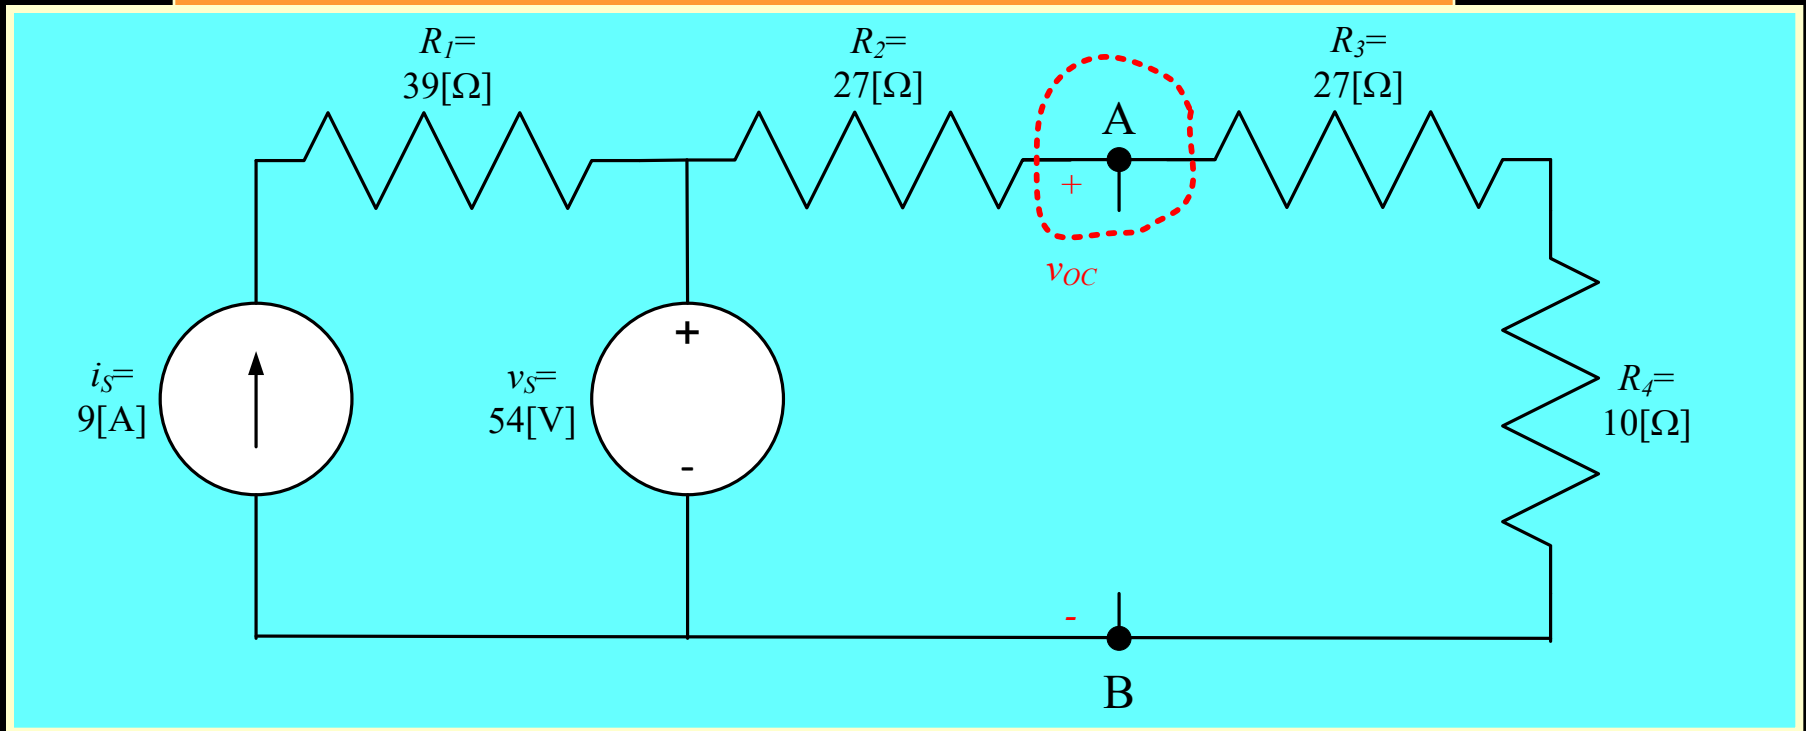 R1=
39[Ω]
R2=
27[Ω]
R3=
27[Ω]
A
+
vOC
iS=
9[A]
vS=
54[V]
+
-
R4=
10[Ω]
-
B